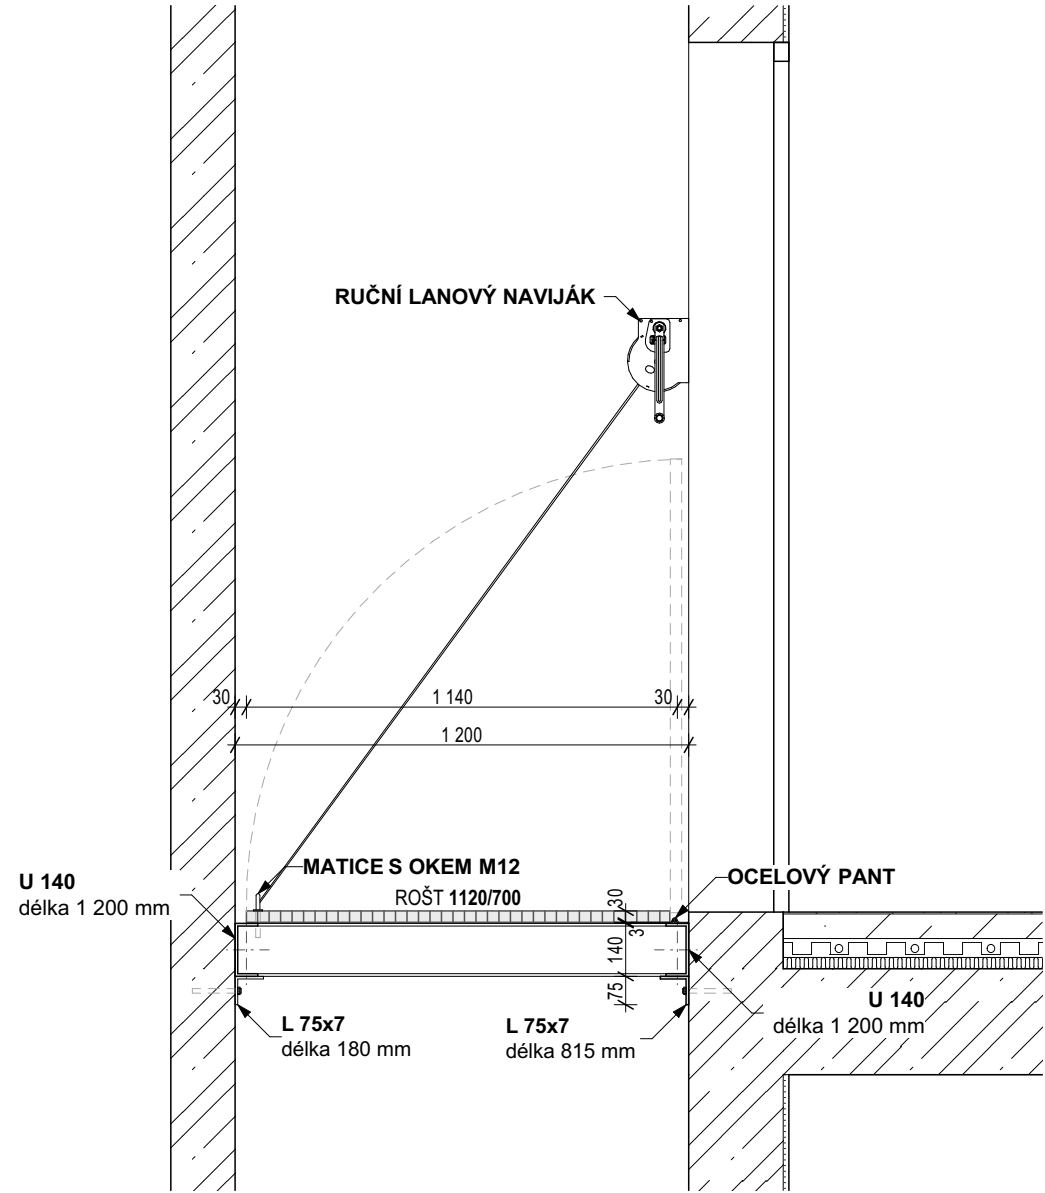 RUČNÍ LANOVÝ NAVIJÁK
30
1 140
30
1 200
MATICE S OKEM M12
OCELOVÝ PANT
U 140
délka 1 200 mm
ROŠT 1120/700
30
3
140
75
U 140
délka 1 200 mm
L 75x7
délka 180 mm
L 75x7
délka 815 mm